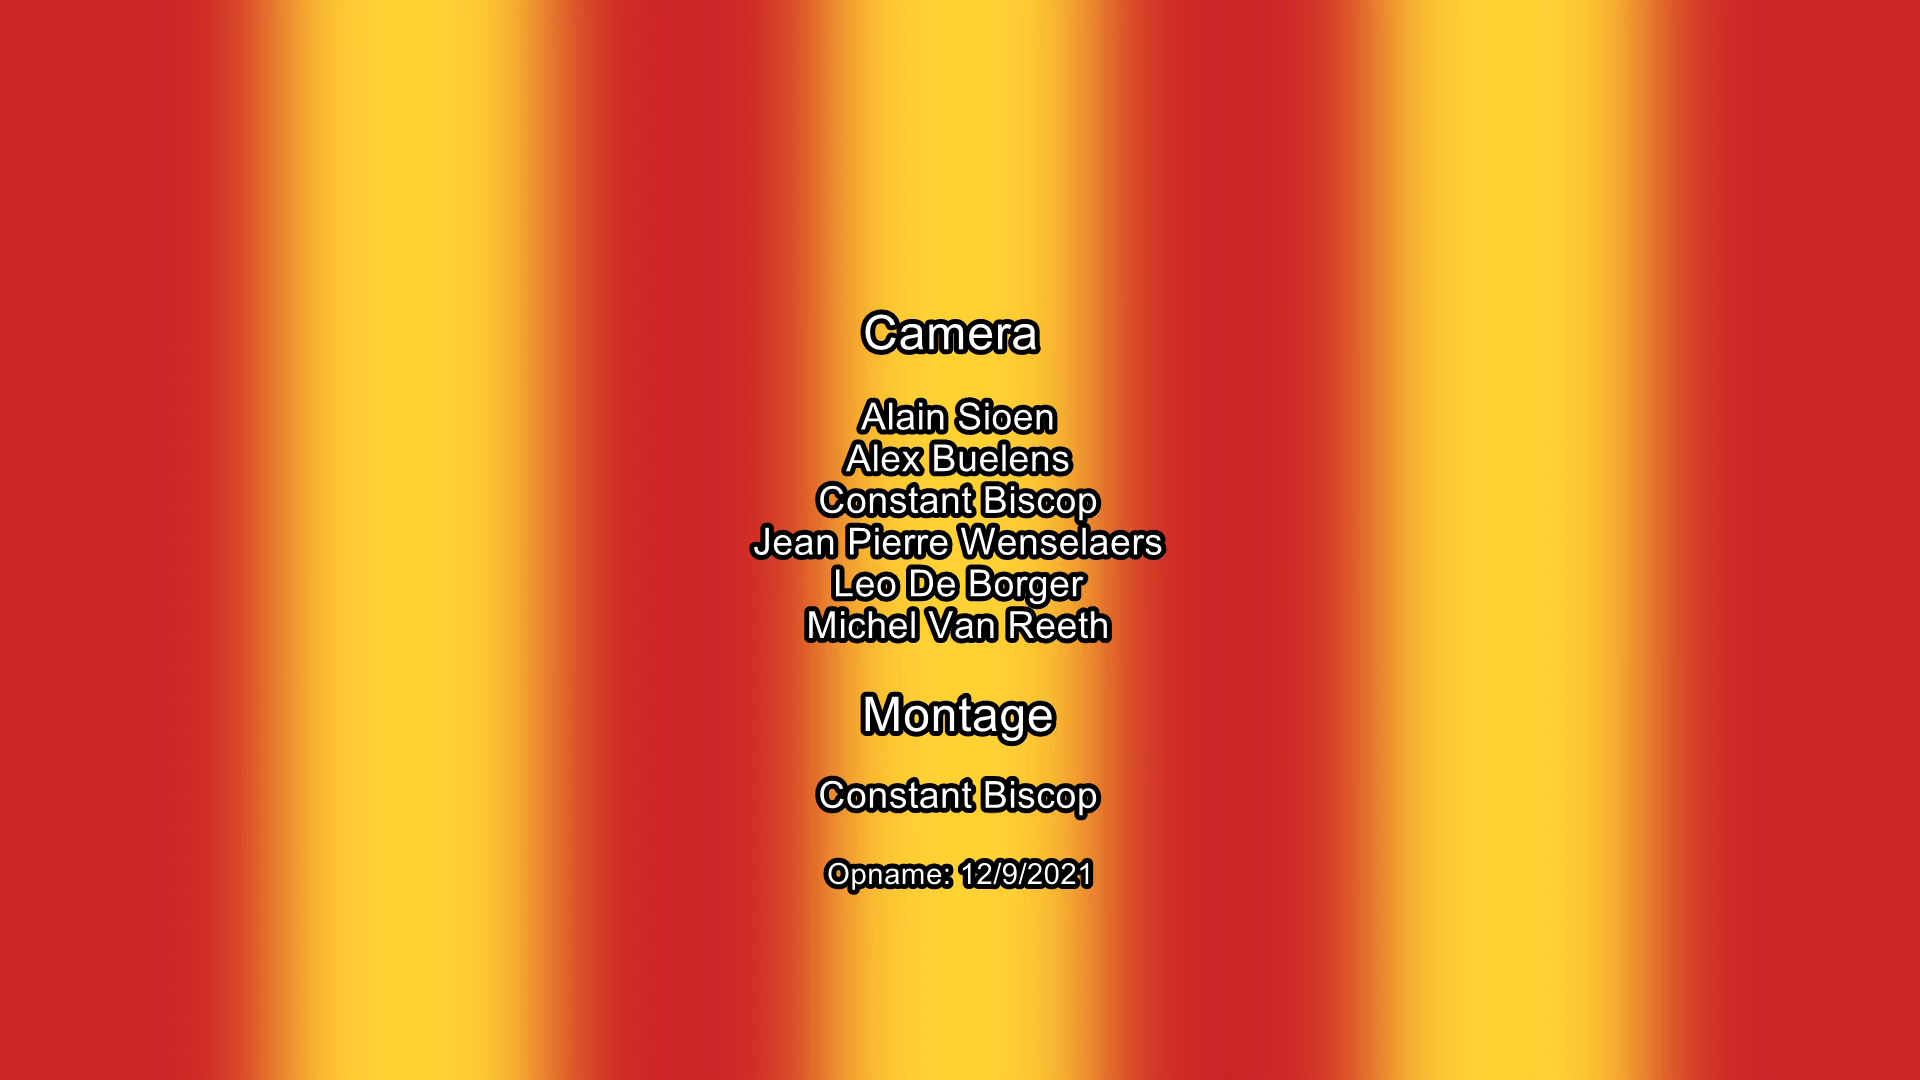 Camera
Alain Sioen
Alex Buelens
Constant Biscop
Jean Pierre Wenselaers
Leo De Borger
Michel Van Reeth
Montage
Constant Biscop
Opname: 12/9/2021